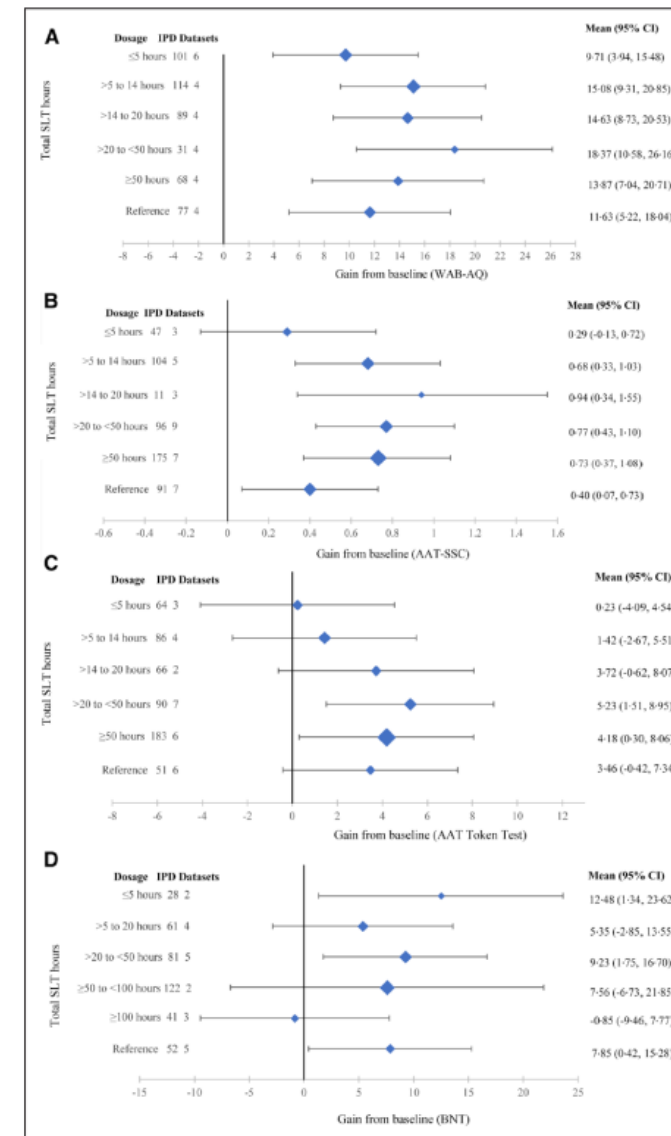 A
Dosage IPD Datasets Mean (95% CI)
≤5 hours 101 6 9·71 (3·94, 15·48)
>5 to 14 hours 114 4 15·08 (9·31, 20·85)
>14 to 20 hours 89 4 14·63 (8·73, 20·53)
>20 to <50 hours 31 4 18·37 (10·58, 26·16
≥50 hours 68 4 13·87 (7·04, 20·71)
Reference 77 4 11·63 (5·22, 18·04)
Total SLT hours
-8 -6 -4 -2 0 2 4 6 8 10 12 14 16 18 20 22 24 26 28
Gain from baseline (WAB-AQ)
B
Dosage IPD Datasets Mean (95% CI)
≤5 hours 47 3 0·29 (-0·13, 0·72)
>5 to 14 hours 104 5 0·68 (0·33, 1·03)
>14 to 20 hours 11 3 0·94 (0·34, 1·55)
>20 to <50 hours 96 9 0·77 (0·43, 1·10)
≥50 hours 175 7 0·73 (0·37, 1·08)
Reference 91 7 0·40 (0·07, 0·73)
Total SLT hours
-0.6 -0.4 -0.2 0 0.2 0.4 0.6 0.8 1 1.2 1.4 1.6
Gain from baseline (AAT-SSC)
C
Dosage IPD Datasets Mean (95% CI)
≤5 hours 64 3 0·23 (-4·09, 4·54
>5 to 14 hours 86 4 1·42 (-2·67, 5·51
>14 to 20 hours 66 2 3·72 (-0·62, 8·07
>20 to <50 hours 90 7 5·23 (1·51, 8·95)
≥50 hours 183 6 4·18 (0·30, 8·06)
Reference 51 6 3·46 (-0·42, 7·34
Total SLT hours
-8 -6 -4 -2 0 2 4 6 8 10 12
Gain from baseline (AAT Token Test)
D
Dosage IPD Datasets Mean (95% CI)
≤5 hours 28 2 12·48 (1·34, 23·62
>5 to 20 hours 61 4 5·35 (-2·85, 13·55
>20 to <50 hours 81 5 9·23 (1·75, 16·70)
≥50 to <100 hours 122 2 7·56 (-6·73, 21·85
≥100 hours 41 3 -0·85 (-9·46, 7·77)
Reference 52 5 7·85 (0·42, 15·28)
Total SLT hours
-15 -10 -5 0 5 10 15 20 25
Gain from baseline (BNT)